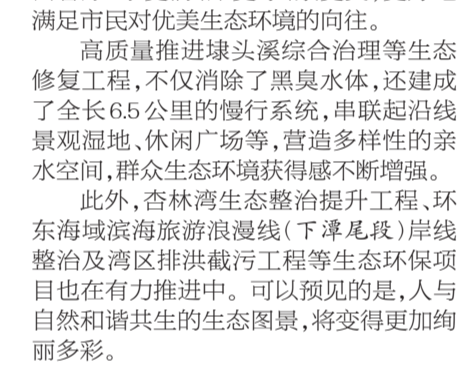 满足市民对优美生态环境的向往。
高质量推进埭头溪综合治理等生态
修复工程,不仅消除了黑臭水体,还建成
了全长6.5公里的慢行系统,串联起沿线
景观湿地、休闲广场等,营造多样性的亲
水空间,群众生态环境获得感不断增强。
此外,杏林湾生态整治提升工程、环
东海域滨海旅游浪漫线(下潭尾段)岸线
整治及湾区排洪截污工程等生态环保项
目也在有力推进中。可以预见的是,人与
自然和谐共生的生态图景,将变得更加绚
丽多彩。